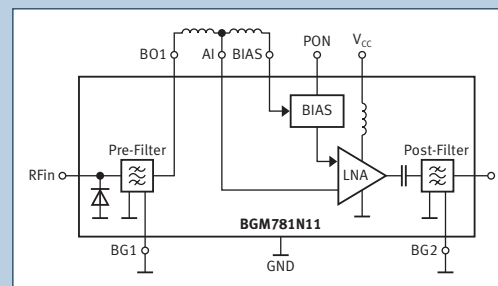 BO1 AI BIAS PON VCC
BIAS
Pre-Filter Post-Filter
RFin LNA
BGM781N11
BG1 GND BG2